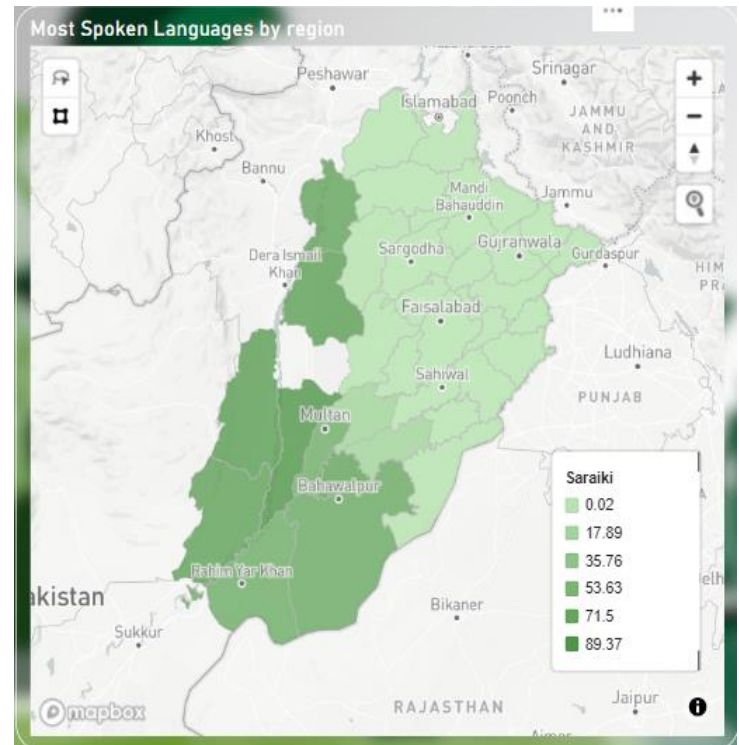 Most Spoken Languages by region
Peshawar
Srinagar
Islamabad
Poonch
JAMMU
AND
KASHMIR
Khost
Bannu
Mandi
Bahauddin
Jammu
Sargodha
Gujranwala
Gurdaspur
Dera Ismail
Khan
HIM
Faisalabad
Ludhiana
Sahiwal
PUNJAB
Multan
Saraiki
Bahawalpur
0.02
17.89
35.76
Rahim Yar Khan
53.63
akistan
71.5
Bikaner
Sukkur
89.37
RAJASTHAN
Jaipur
mapbox